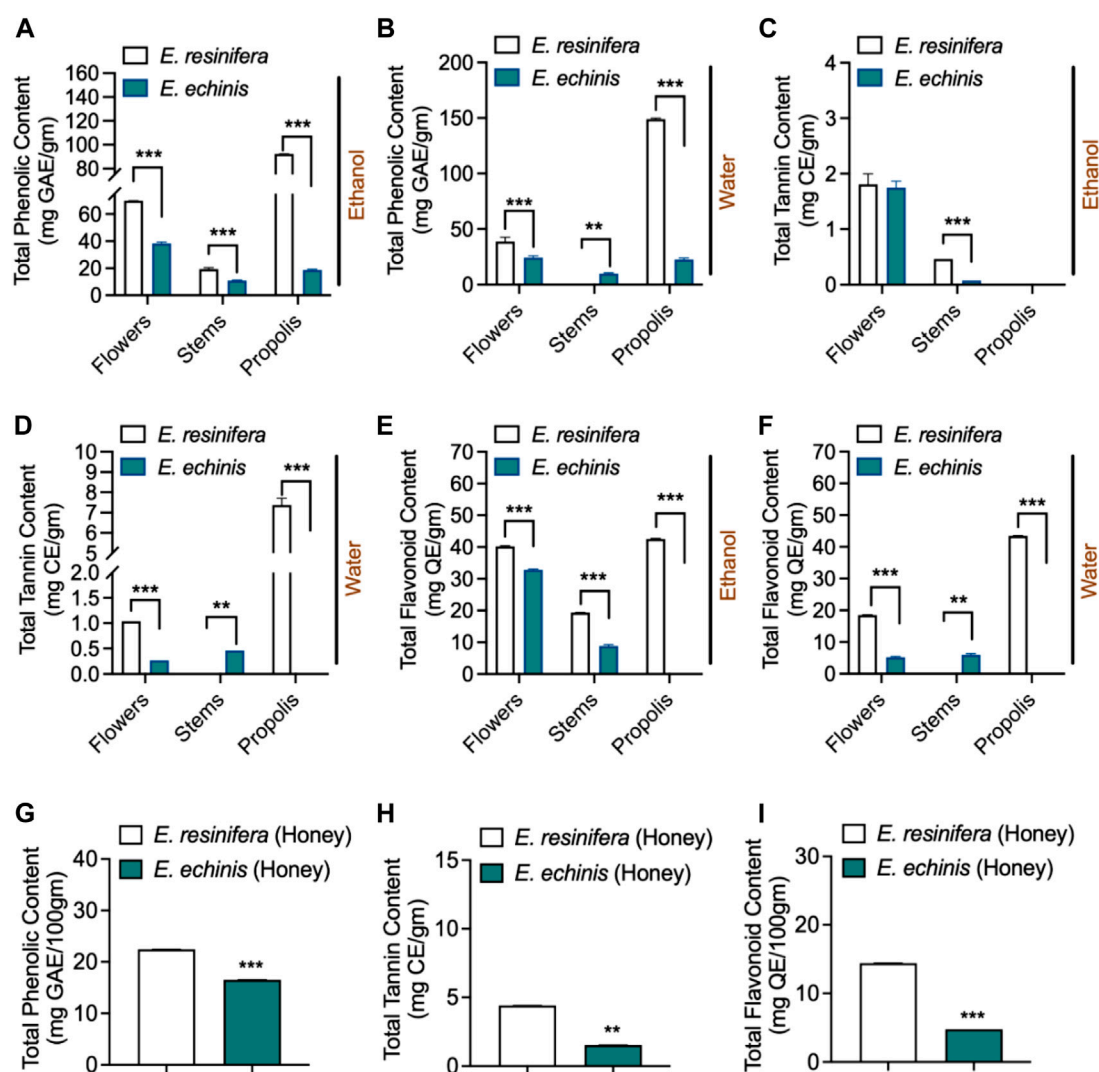 A
E. resinifera
E. echinis
Total Phenolic Content
(mg GAE/gm)
160
140
120
100
80
60
40
20
0
***
***
***
Flowers
Stems
Propolis
Ethanol
B
E. resinifera
E. echinis
Total Phenolic Content
(mg GAE/gm)
200
150
100
50
0
***
**
***
Flowers
Stems
Propolis
Water
C
E. resinifera
E. echinis
Total Tannin Content
(mg CE/gm)
4
3
2
1
0
***
Flowers
Stems
Propolis
Ethanol
D
E. resinifera
E. echinis
Total Tannin Content
(mg CE/gm)
10
9
8
7
6
5
2.0
1.5
1.0
0.5
0.0
***
**
***
Flowers
Stems
Propolis
Water
E
E. resinifera
E. echinis
Total Flavonoid Content
(mg QE/gm)
70
60
50
40
30
20
10
0
***
***
***
Flowers
Stems
Propolis
Ethanol
F
E. resinifera
E. echinis
Total Flavonoid Content
(mg QE/gm)
70
60
50
40
30
20
10
0
***
**
***
Flowers
Stems
Propolis
Water
G
E. resinifera (Honey)
E. echinis (Honey)
Total Phenolic Content
(mg GAE/100gm)
40
30
20
10
0
***
H
E. resinifera (Honey)
E. echinis (Honey)
Total Tannin Content
(mg CE/gm)
15
10
5
0
**
I
E. resinifera (Honey)
E. echinis (Honey)
Total Flavonoid Content
(mg QE/100gm)
30
20
10
0
***